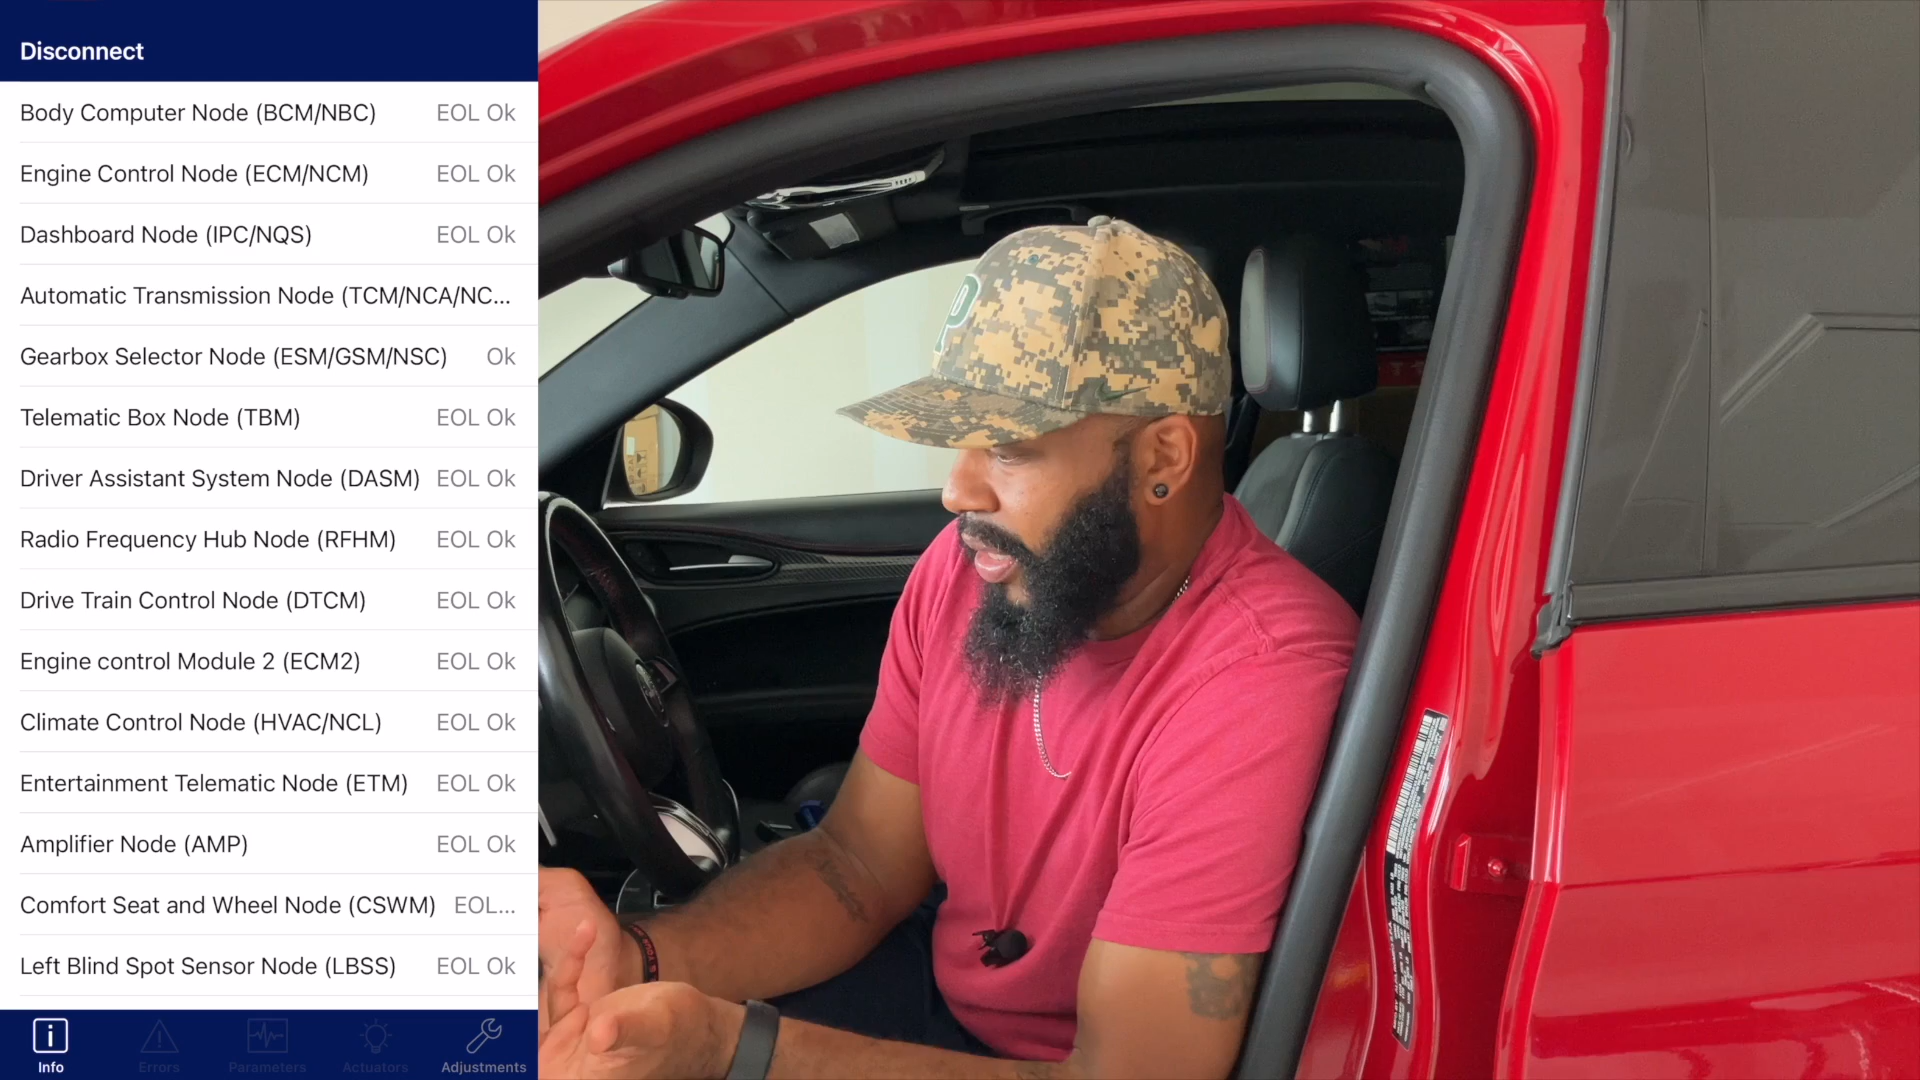 Disconnect
Body Computer Node (BCM/NBC) EOL Ok
Engine Control Node (ECM/NCM) EOL Ok
Dashboard Node (IPC/NQS) EOL Ok
Automatic Transmission Node (TCM/NCA/NC...
Gearbox Selector Node (ESM/GSM/NSC) Ok
Telematic Box Node (TBM) EOL Ok
Driver Assistant System Node (DASM) EOL Ok
Radio Frequency Hub Node (RFHM) EOL Ok
Drive Train Control Node (DTCM) EOL Ok
Engine control Module 2 (ECM2) EOL Ok
Climate Control Node (HVAC/NCL) EOL Ok
Entertainment Telematic Node (ETM) EOL Ok
Amplifier Node (AMP) EOL Ok
Comfort Seat and Wheel Node (CSWM) EOL...
Left Blind Spot Sensor Node (LBSS) EOL Ok
Info Errors Parameters Actuators Adjustments
P